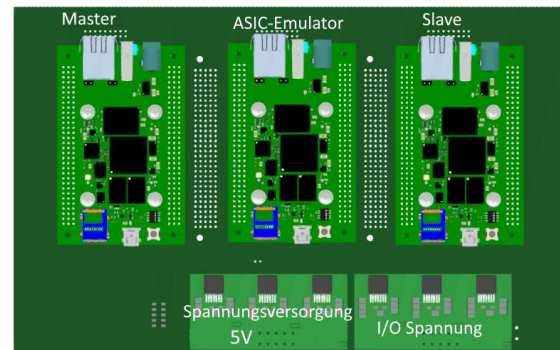 Master
ASIC-Emulator
Slave
Spannungsversorgung
5V
I/O Spannung